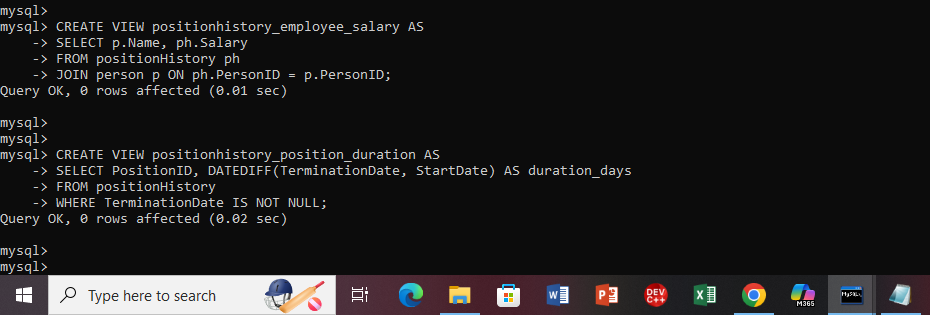 mysql>
mysql> CREATE VIEW positionhistory_employee_salary AS
    -> SELECT p.Name, ph.Salary
    -> FROM positionHistory ph
    -> JOIN person p ON ph.PersonID = p.PersonID;
Query OK, 0 rows affected (0.01 sec)
mysql>
mysql>
mysql> CREATE VIEW positionhistory_position_duration AS
    -> SELECT PositionID, DATEDIFF(TerminationDate, StartDate) AS duration_days
    -> FROM positionHistory
    -> WHERE TerminationDate IS NOT NULL;
Query OK, 0 rows affected (0.02 sec)
mysql>
mysql>
Type here to search
W
P
DEV
C++
X
M365
MySQL